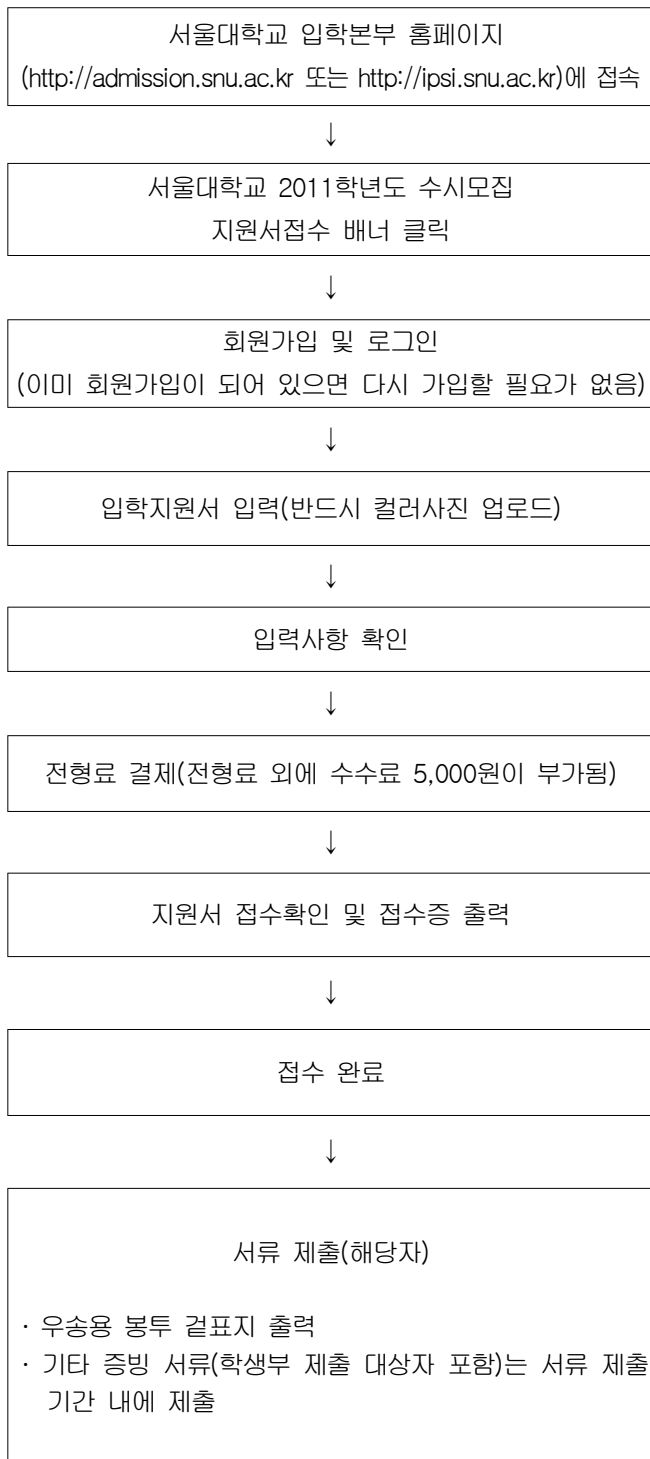 서울대학교 입학본부 홈페이지
(http://admission.snu.ac.kr 또는 http://ipsi.snu.ac.kr)에 접속
↓
서울대학교 2011학년도 수시모집
지원서접수 배너 클릭
↓
회원가입 및 로그인
(이미 회원가입이 되어 있으면 다시 가입할 필요가 없음)
↓
입학지원서 입력(반드시 컬러사진 업로드)
↓
입력사항 확인
↓
전형료 결제(전형료 외에 수수료 5,000원이 부가됨)
↓
지원서 접수확인 및 접수증 출력
↓
접수 완료
↓
서류 제출(해당자)
· 우송용 봉투 겉표지 출력
· 기타 증빙 서류(학생부 제출 대상자 포함)는 서류 제출
기간 내에 제출